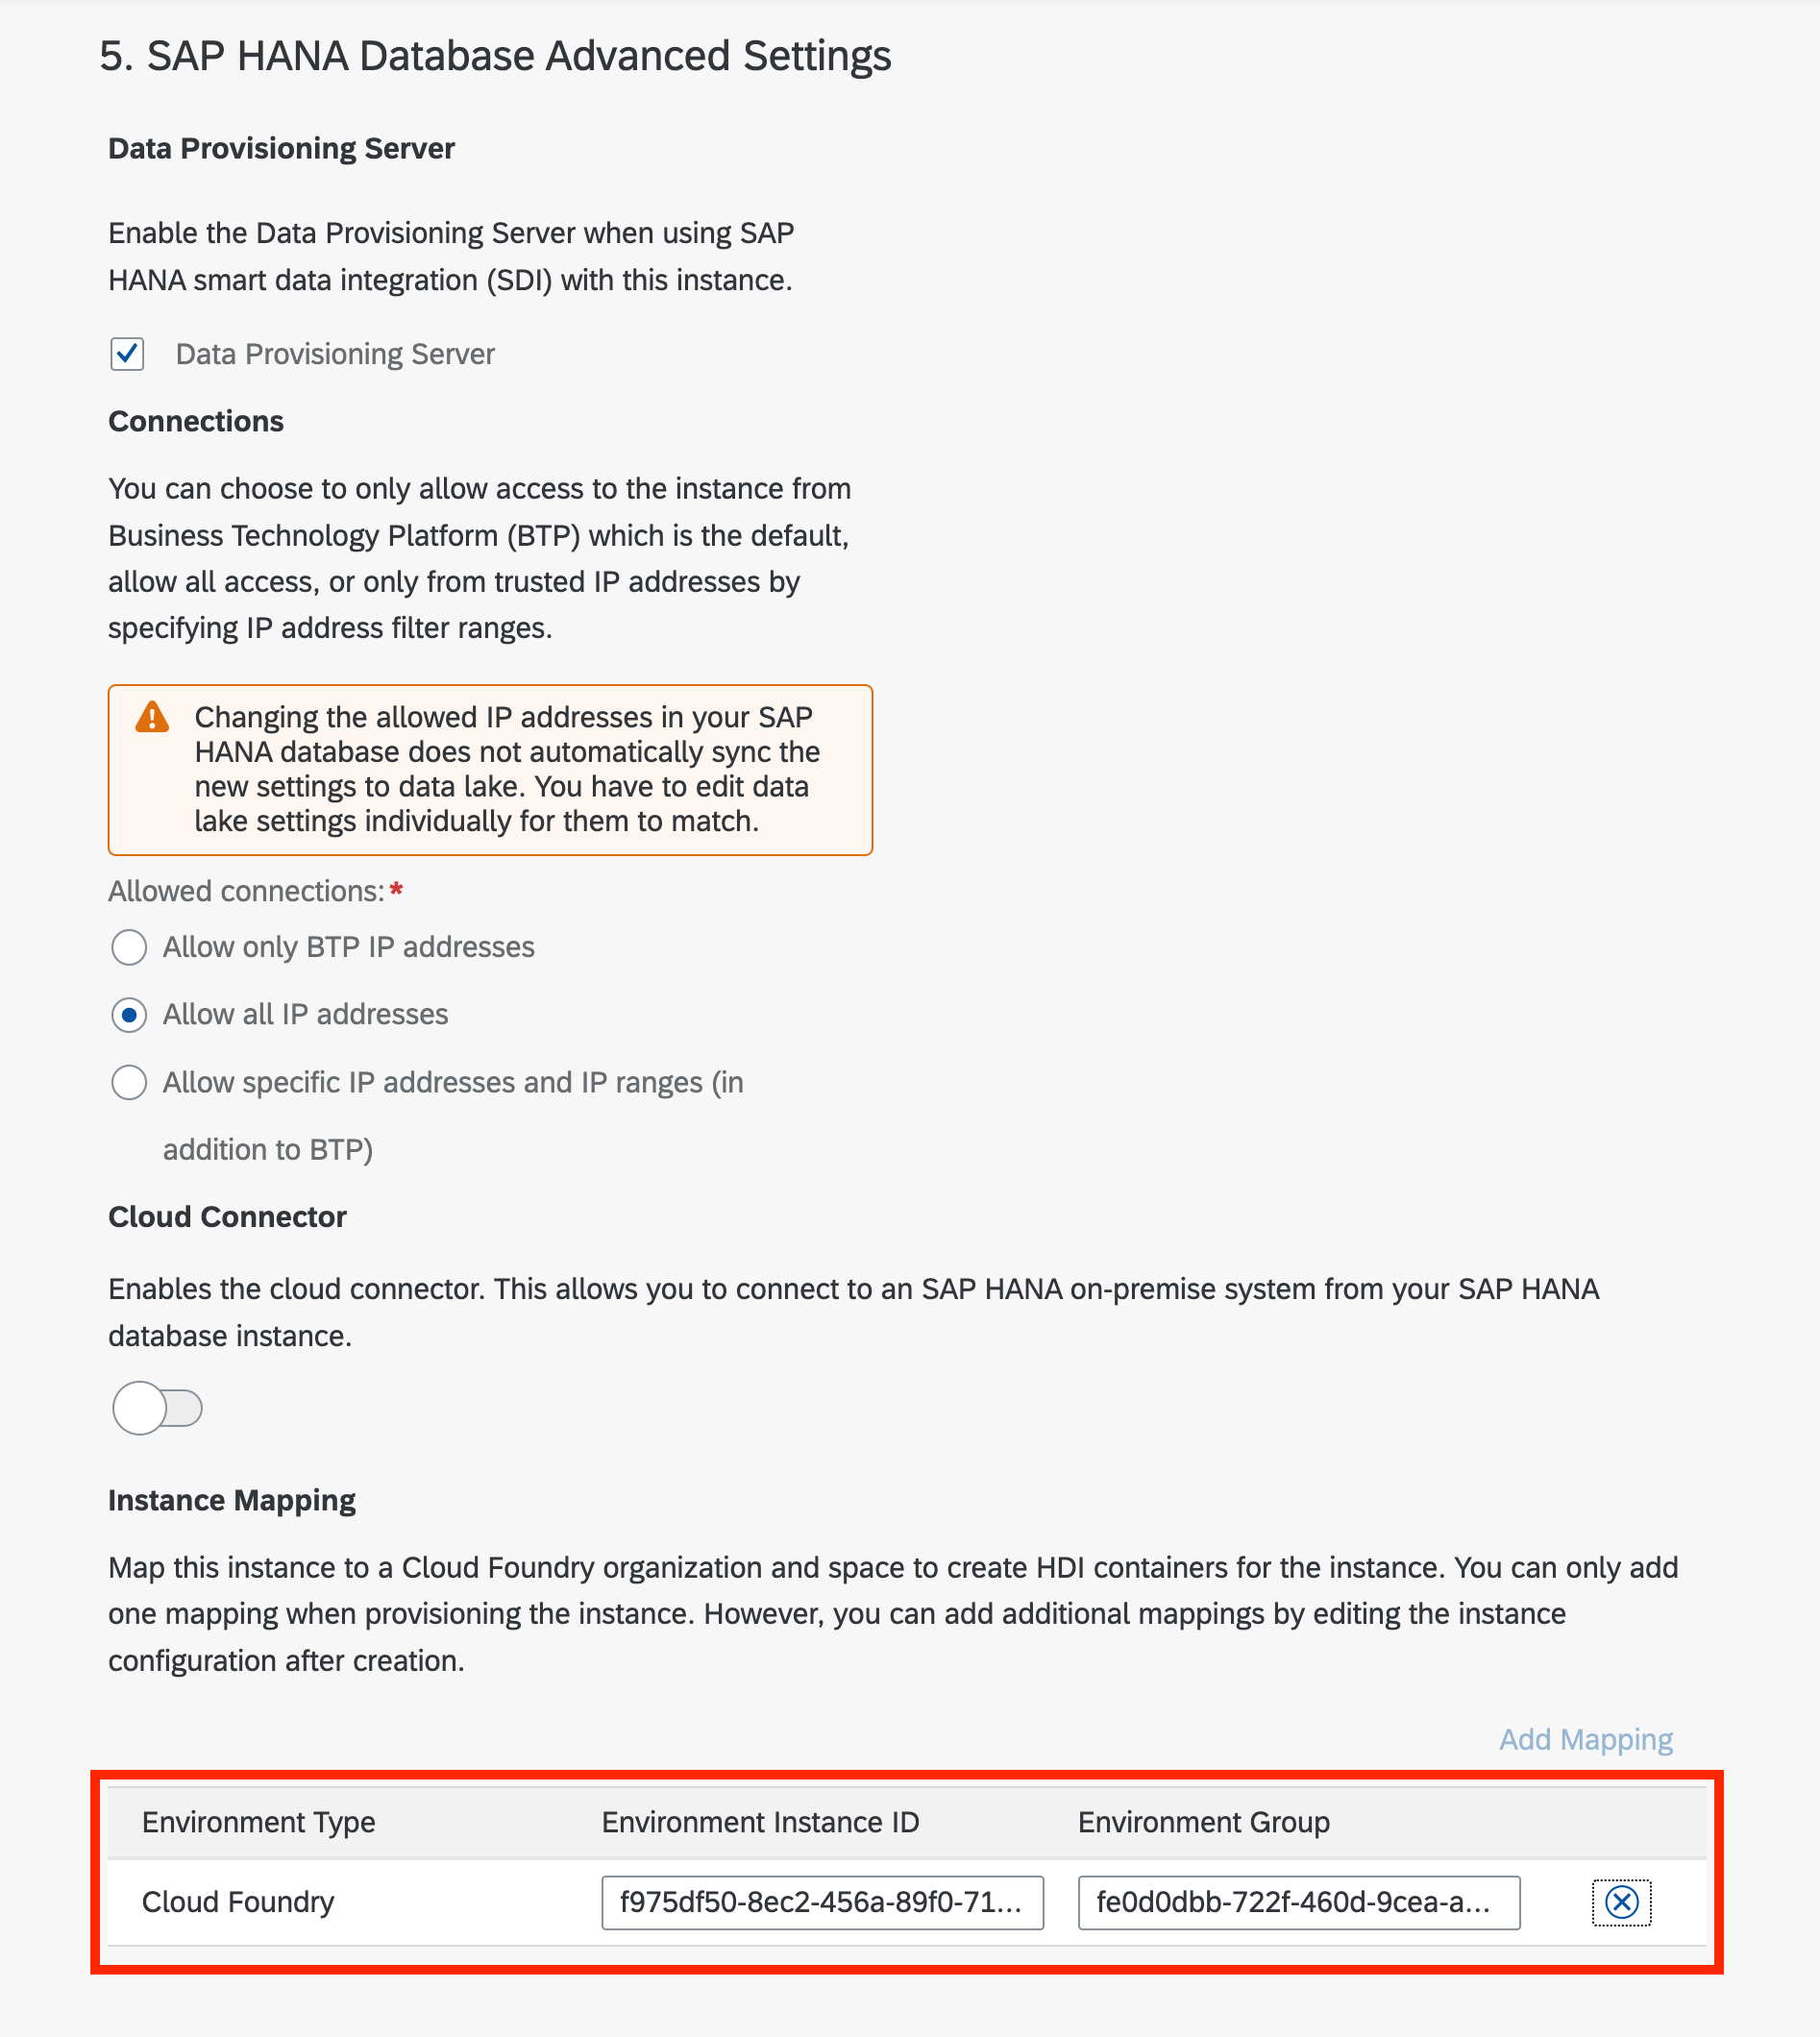 5. SAP HANA Database Advanced Settings
Data Provisioning Server
Enable the Data Provisioning Server when using SAP
HANA smart data integration (SDI) with this instance.
Data Provisioning Server
Connections
You can choose to only allow access to the instance from
Business Technology Platform (BTP) which is the default,
allow all access, or only from trusted IP addresses by
specifying IP address filter ranges.
Changing the allowed IP addresses in your SAP
HANA database does not automatically sync the
new settings to data lake. You have to edit data
lake settings individually for them to match.
Allowed connections:*
Allow only BTP IP addresses
Allow all IP addresses
Allow specific IP addresses and IP ranges (in
addition to BTP)
Cloud Connector
Enables the cloud connector. This allows you to connect to an SAP HANA on-premise system from your SAP HANA
database instance.
Instance Mapping
Map this instance to a Cloud Foundry organization and space to create HDI containers for the instance. You can only add
one mapping when provisioning the instance. However, you can add additional mappings by editing the instance
configuration after creation.
Add Mapping
Environment Type Environment Instance ID Environment Group
Cloud Foundry f975df50-8ec2-456a-89f0-71... fe0d0dbb-722f-460d-9cea-a...